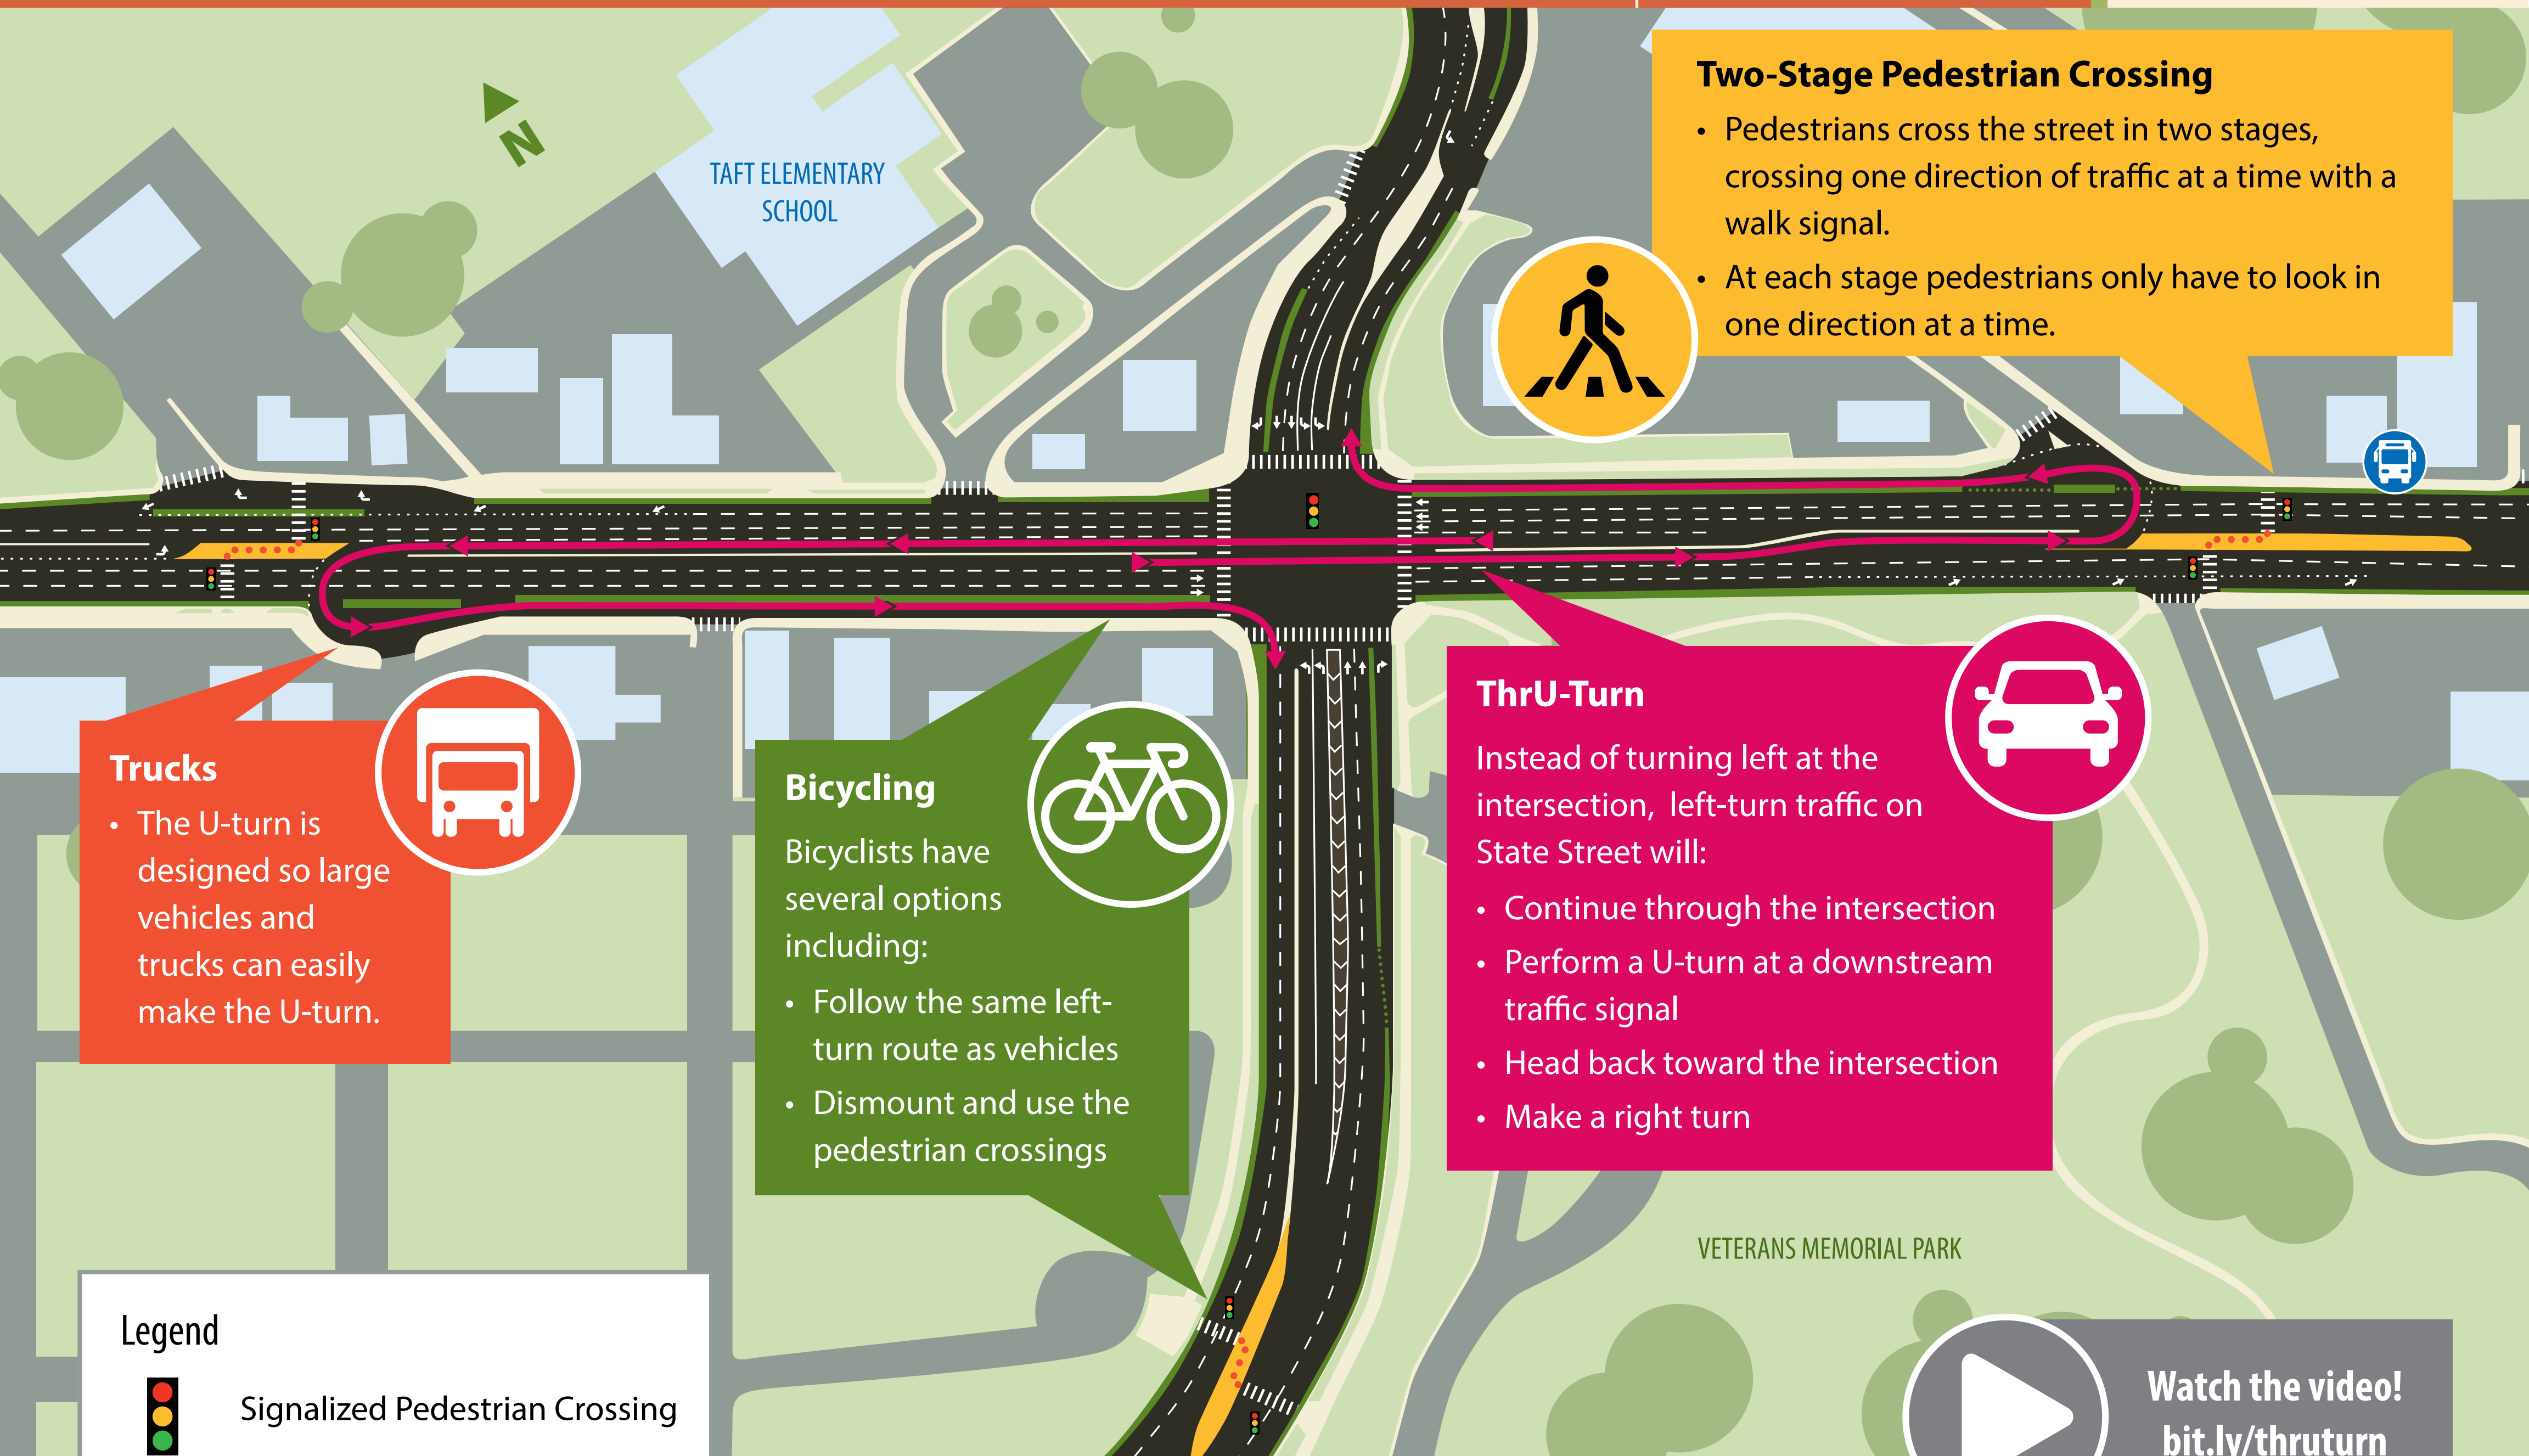 N
TAFT ELEMENTARY
SCHOOL
Two-Stage Pedestrian Crossing
• Pedestrians cross the street in two stages,
crossing one direction of traffic at a time with a
walk signal.
• At each stage pedestrians only have to look in
one direction at a time.
Trucks
• The U-turn is
designed so large
vehicles and
trucks can easily
make the U-turn.
Bicycling
Bicyclists have
several options
including:
• Follow the same left-
turn route as vehicles
• Dismount and use the
pedestrian crossings
ThrU-Turn
Instead of turning left at the
intersection, left-turn traffic on
State Street will:
• Continue through the intersection
• Perform a U-turn at a downstream
traffic signal
• Head back toward the intersection
• Make a right turn
VETERANS MEMORIAL PARK
Legend
Signalized Pedestrian Crossing
Watch the video!
bit.ly/thruturn